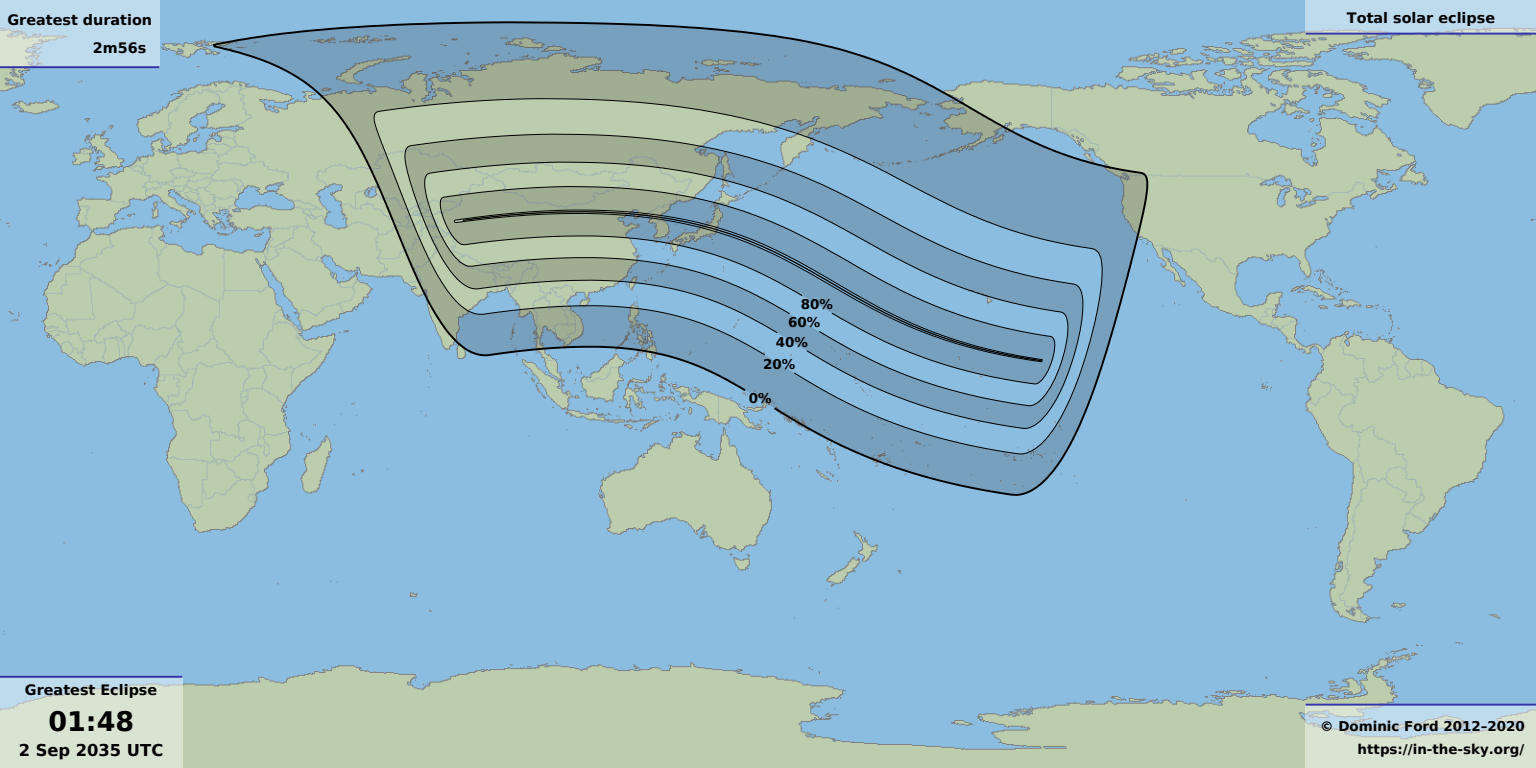 Greatest duration
2m56s
Total solar eclipse
80%
60%
40%
20%
0%
Greatest Eclipse
01:48
2 Sep 2035 UTC
© Dominic Ford 2012–2020
https://in-the-sky.org/